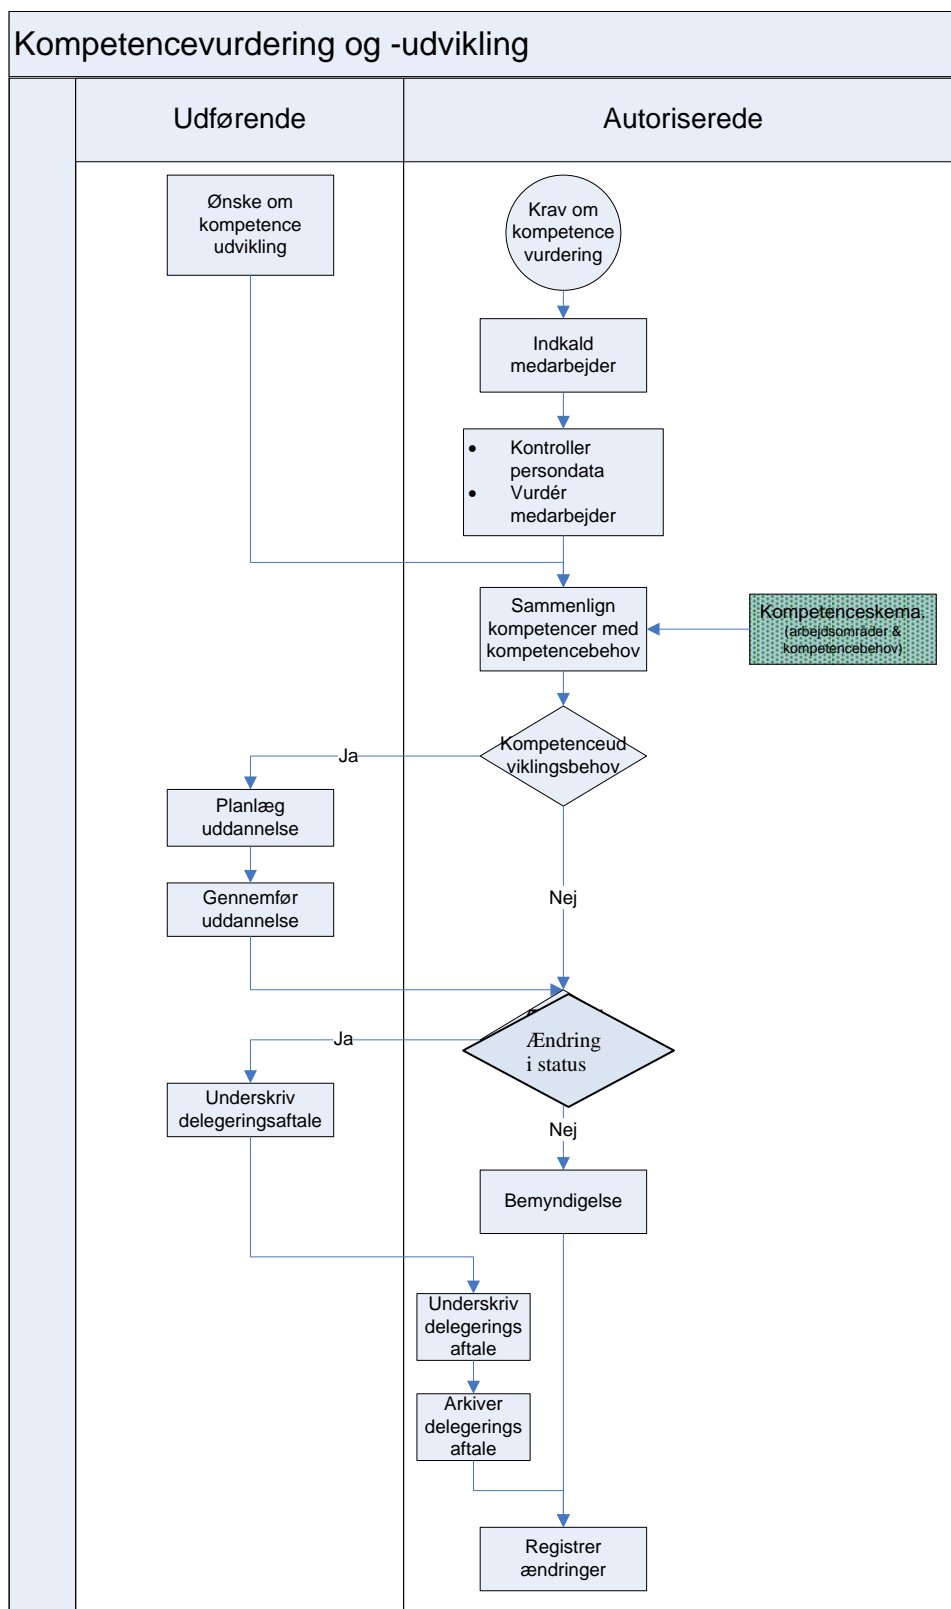 Kompetencevurdering og -udvikling
Udførende
Autoriserede
Ønske om
kompetence
udvikling
Krav om
kompetence
vurdering
Indkald
medarbejder
• Kontroller
persondata
• Vurdér
medarbejder
Sammenlign
kompetencer med
kompetencebehov
Kompetenceskema.
(arbejdsområder &
kompetencebehov)
Kompetenceud
viklingsbehov
Ja
Planlæg
uddannelse
Gennemfør
uddannelse
Nej
Ændring
i status
Ja
Underskriv
delegeringsaftale
Nej
Bemyndigelse
Underskriv
delegerings
aftale
Arkiver
delegerings
aftale
Registrer
ændringer